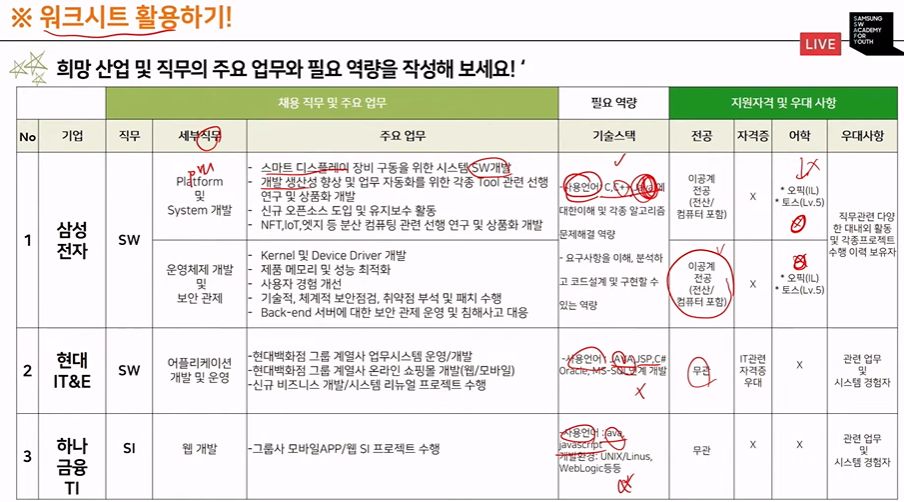 ※ 워크시트 활용하기!
LIVE
SAMSUNG
SW
ACADEMY
FOR
YOUTH
희망 산업 및 직무의 주요 업무와 필요 역량을 작성해 보세요! ‘
채용 직무 및 주요 업무
필요 역량
지원자격 및 우대 사항
No
기업
직무
세부직무
주요 업무
기술스택
전공
자격증
어학
우대사항
1
삼성
전자
SW
Platform
및
System 개발
- 스마트 디스플레이 장비 구동을 위한 시스템 SW개발
- 개발 생산성 향상 및 업무 자동화를 위한 각종 Tool 관련 선행
연구 및 상품화 개발
- 신규 오픈소스 도입 및 유지보수 활동
- NFT,IoT,엣지 등 분산 컴퓨팅 관련 선행 연구 및 상품화 개발
-사용언어 : C,C++,
대한이해 및 각종 알고리즘
문제해결 역량
- 요구사항을 이해, 분석하
고 코드설계 및 구현할 수
있는 역량
이공계
전공
(전산/
컴퓨터 포함)
X
* 오픽(IL)
* 토스(Lv.5)
직무관련 다양
한 대내외 활동
및 각종프로젝트
수행 이력 보유자
운영체제 개발
및
보안 관제
- Kernel 및 Device Driver 개발
- 제품 메모리 및 성능 최적화
- 사용자 경험 개선
- 기술적, 체계적 보안점검, 취약점 부석 및 패치 수행
- Back-end 서버에 대한 보안 관제 운영 및 침해사고 대응
이공계
전공
(전산/
컴퓨터 포함)
X
* 오픽(IL)
* 토스(Lv.5)
2
현대
IT&E
SW
어플리케이션
개발 및 운영
-현대백화점 그룹 계열사 업무시스템 운영/개발
-현대백화점 그룹 계열사 온라인 쇼핑몰 개발(웹/모바일)
-신규 비즈니스 개발/시스템 리뉴얼 프로젝트 수행
-사용언어 : JAVA,JSP,C#
Oracle, MS-SQL연계 개발
무관
IT관련
자격증
우대
X
관련 업무
및
시스템 경험자
3
하나
금융
TI
SI
웹 개발
-그룹사 모바일APP/웹 SI 프로젝트 수행
-사용언어 : java,
javascript
개발환경: UNIX/Linus,
WebLogic등등
무관
X
X
관련 업무
및
시스템 경험자